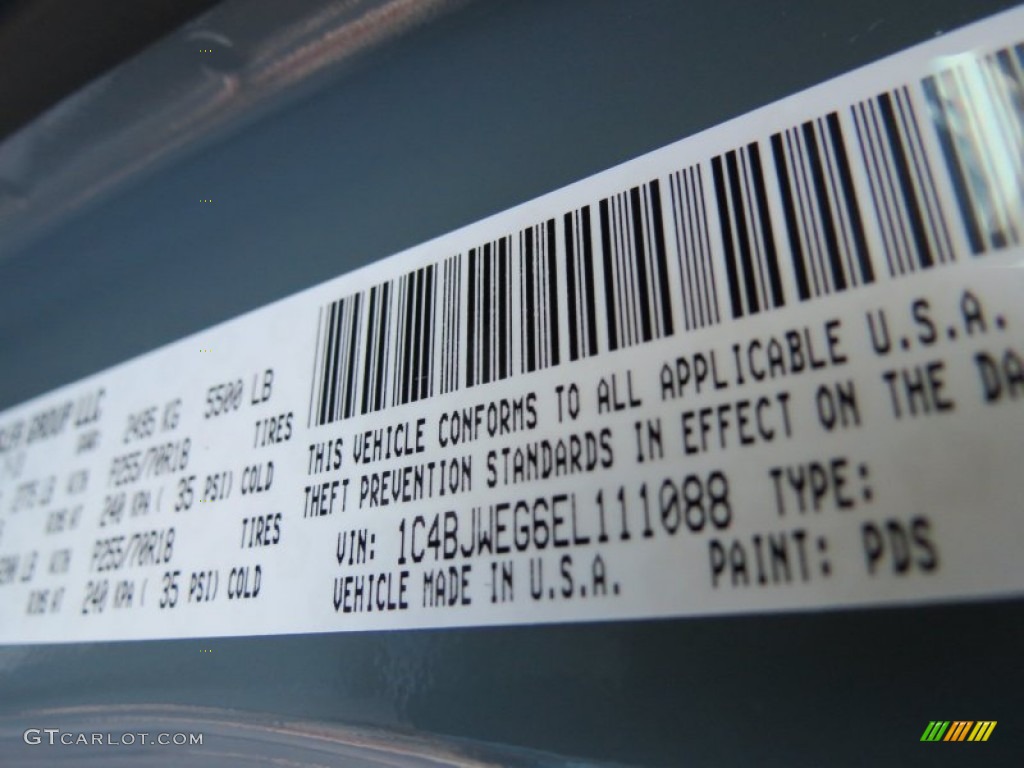 GROUP LLC
2495 KG 5500 LB
TIRES
P255/70R18
240 KPA ( 35 PSI) COLD
TIRES
P255/70R18
240 KPA ( 35 PSI) COLD
THIS VEHICLE CONFORMS TO ALL APPLICABLE U.S.A.
THEFT PREVENTION STANDARDS IN EFFECT ON THE DA
VIN: 1C4BJWEG6EL111088 TYPE:
VEHICLE MADE IN U.S.A. PAINT: PDS
GTCARLOT.COM